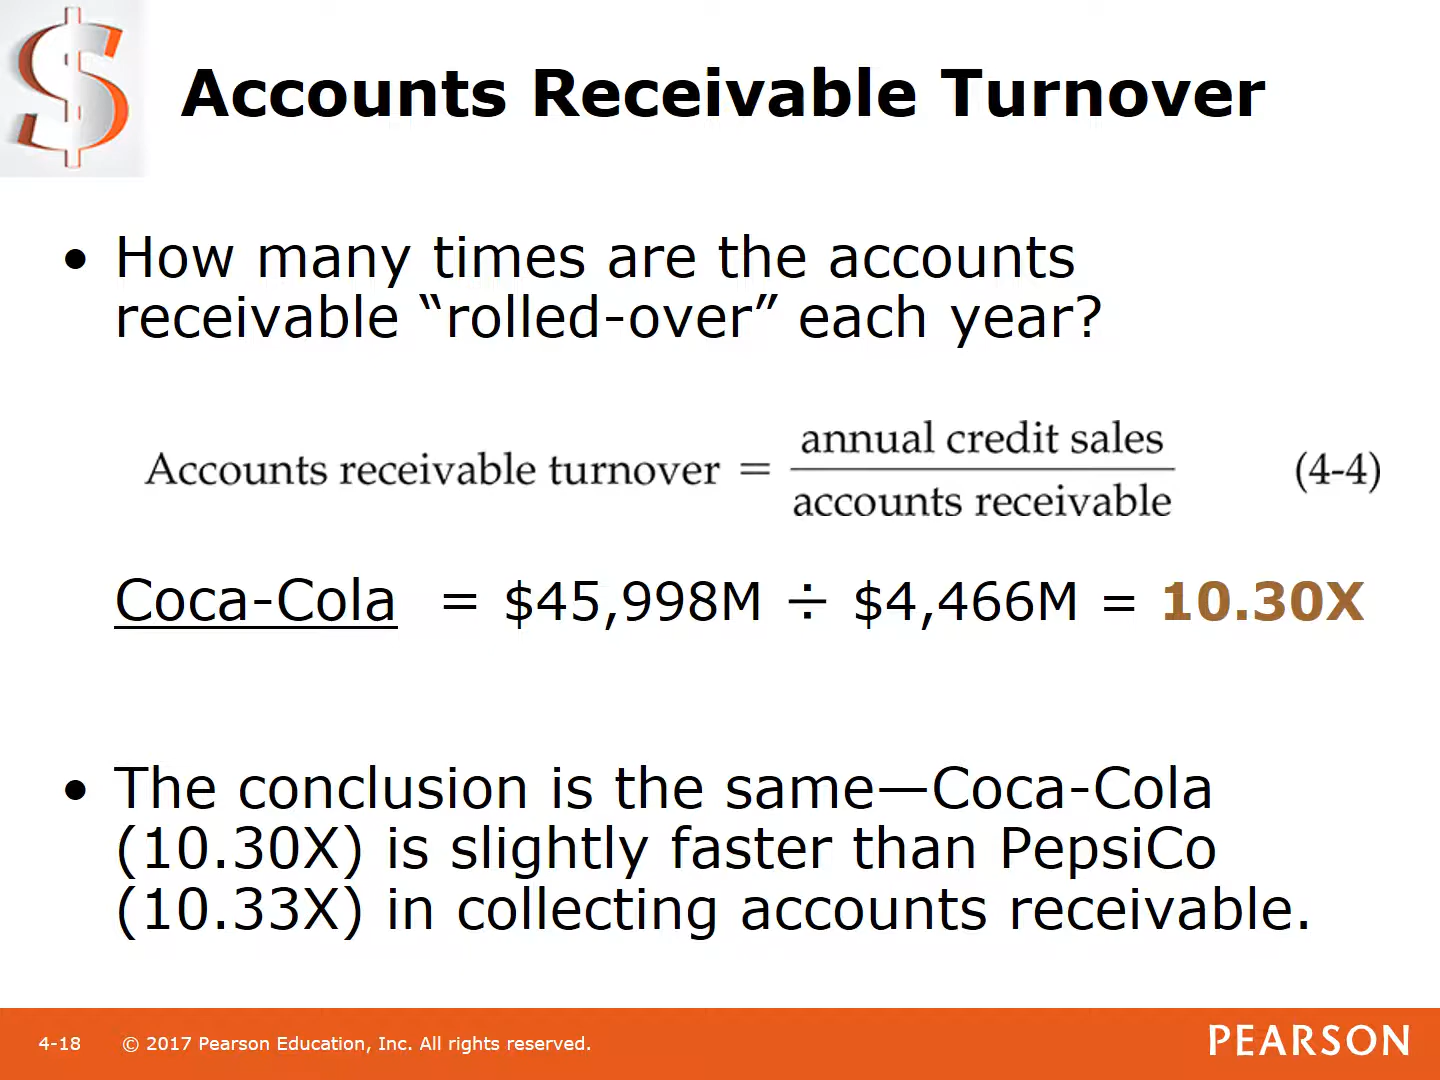 Accounts Receivable Turnover
• How many times are the accounts
receivable “rolled-over” each year?
Accounts receivable turnover = annual credit sales
accounts receivable
(4-4)
Coca-Cola = $45,998M ÷ $4,466M = 10.30X
• The conclusion is the same—Coca-Cola
(10.30X) is slightly faster than PepsiCo
(10.33X) in collecting accounts receivable.
4-18 © 2017 Pearson Education, Inc. All rights reserved.
PEARSON